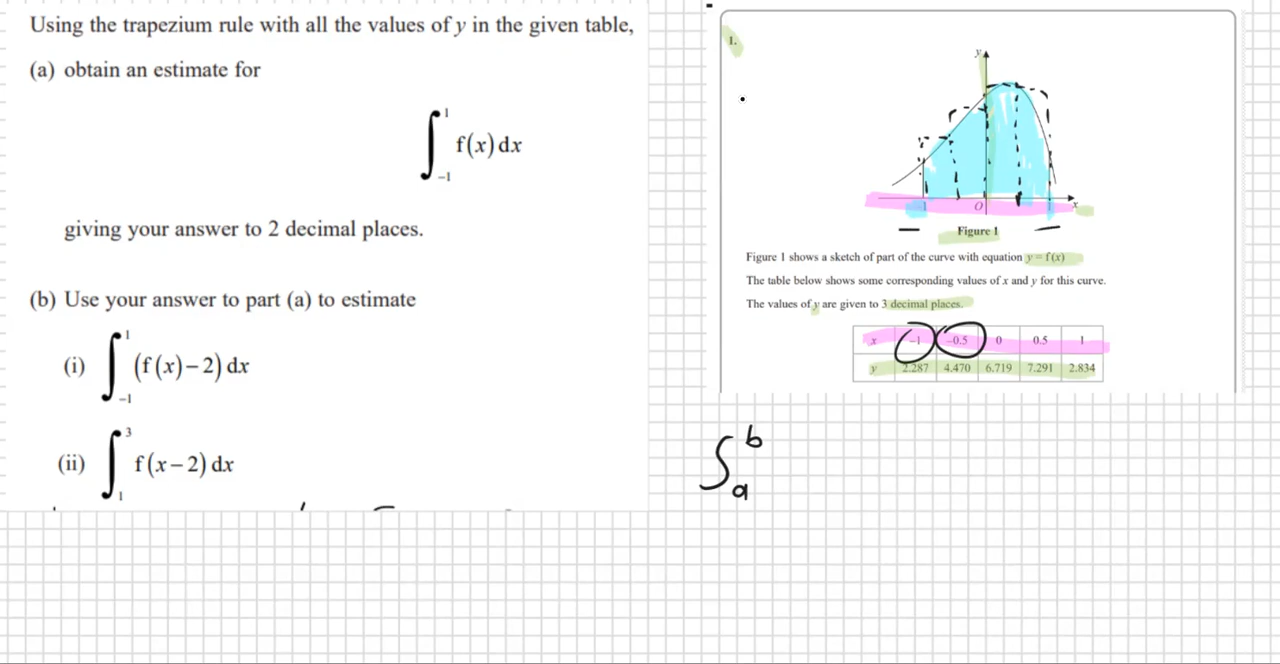 Using the trapezium rule with all the values of y in the given table,
(a) obtain an estimate for
∫₋₁¹ f(x) dx
giving your answer to 2 decimal places.
(b) Use your answer to part (a) to estimate
(i) ∫₋₁¹ (f(x) − 2) dx
(ii) ∫₁³ f(x − 2) dx
1.
y
-1 O 1 x
Figure 1
Figure 1 shows a sketch of part of the curve with equation y = f(x)
The table below shows some corresponding values of x and y for this curve.
The values of y are given to 3 decimal places.
x -1 -0.5 0 0.5 1
y 2.287 4.470 6.719 7.291 2.834
∫ b a